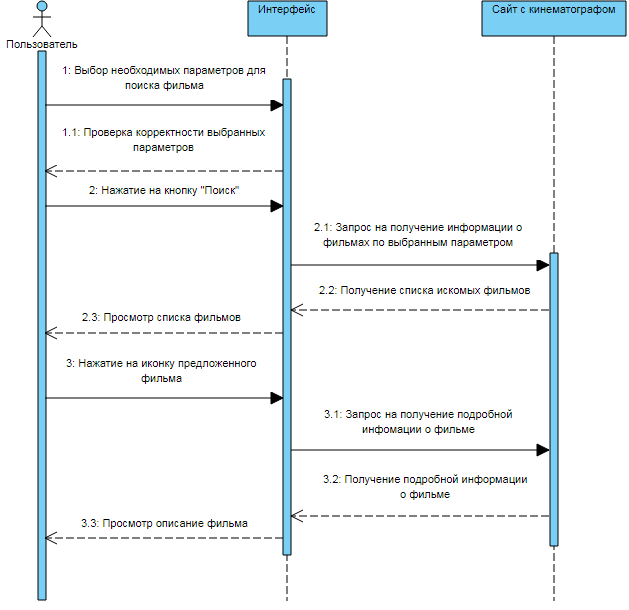 Пользователь
Интерфейс
Сайт с кинематографом
1: Выбор необходимых параметров для
поиска фильма
1.1: Проверка корректности выбранных
параметров
2: Нажатие на кнопку "Поиск"
2.1: Запрос на получение информации о
фильмах по выбранным параметром
2.2: Получение списка искомых фильмов
2.3: Просмотр списка фильмов
3: Нажатие на иконку предложенного
фильма
3.1: Запрос на получение подробной
инфомации о фильме
3.2: Получение подробной информации
о фильме
3.3: Просмотр описание фильма